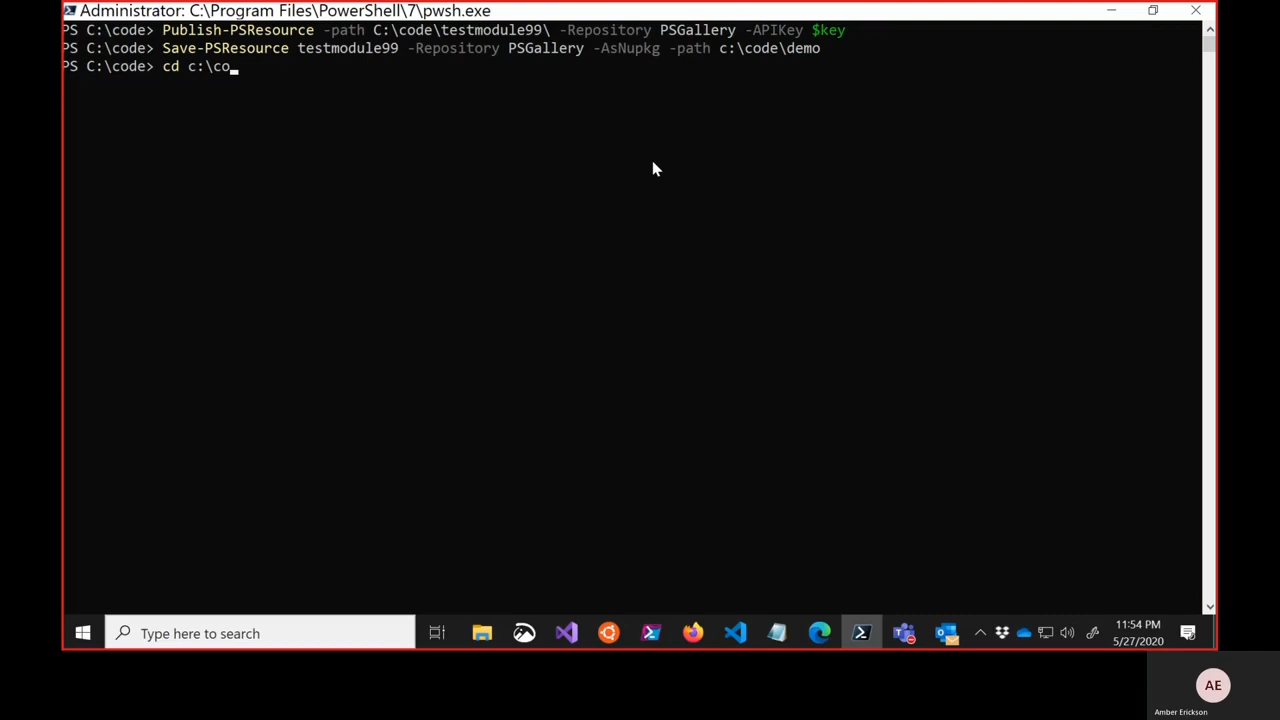 Administrator: C:\Program Files\PowerShell\7\pwsh.exe
PS C:\code> Publish-PSResource -path C:\code\testmodule99\ -Repository PSGallery -APIKey $key
PS C:\code> Save-PSResource testmodule99 -Repository PSGallery -AsNupkg -path c:\code\demo
PS C:\code> cd c:\co
Type here to search
11:54 PM
5/27/2020
AE
Amber Erickson